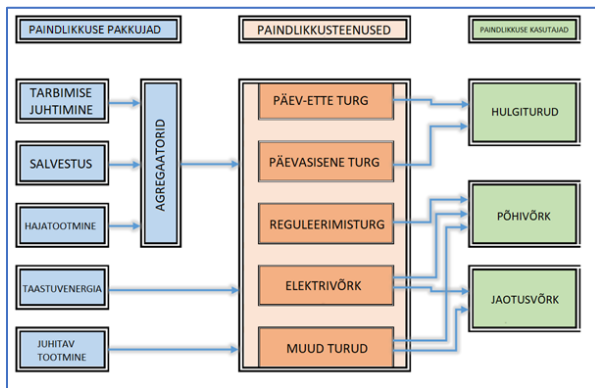 PAINDLIKKUSE PAKKUJAD
PAINDLIKKUSTEENUSED
PAINDLIKKUSE KASUTAJAD
TARBIMISE
JUHTIMINE
SALVESTUS
HAJATOOTMINE
TAASTUVENERGIA
JUHITAV
TOOTMINE
AGREGAATORID
PÄEV-ETTE TURG
PÄEVASISENE TURG
REGULEERIMISTURG
ELEKTRIVÕRK
MUUD TURUD
HULGITURUD
PÕHIVÕRK
JAOTUSVÕRK